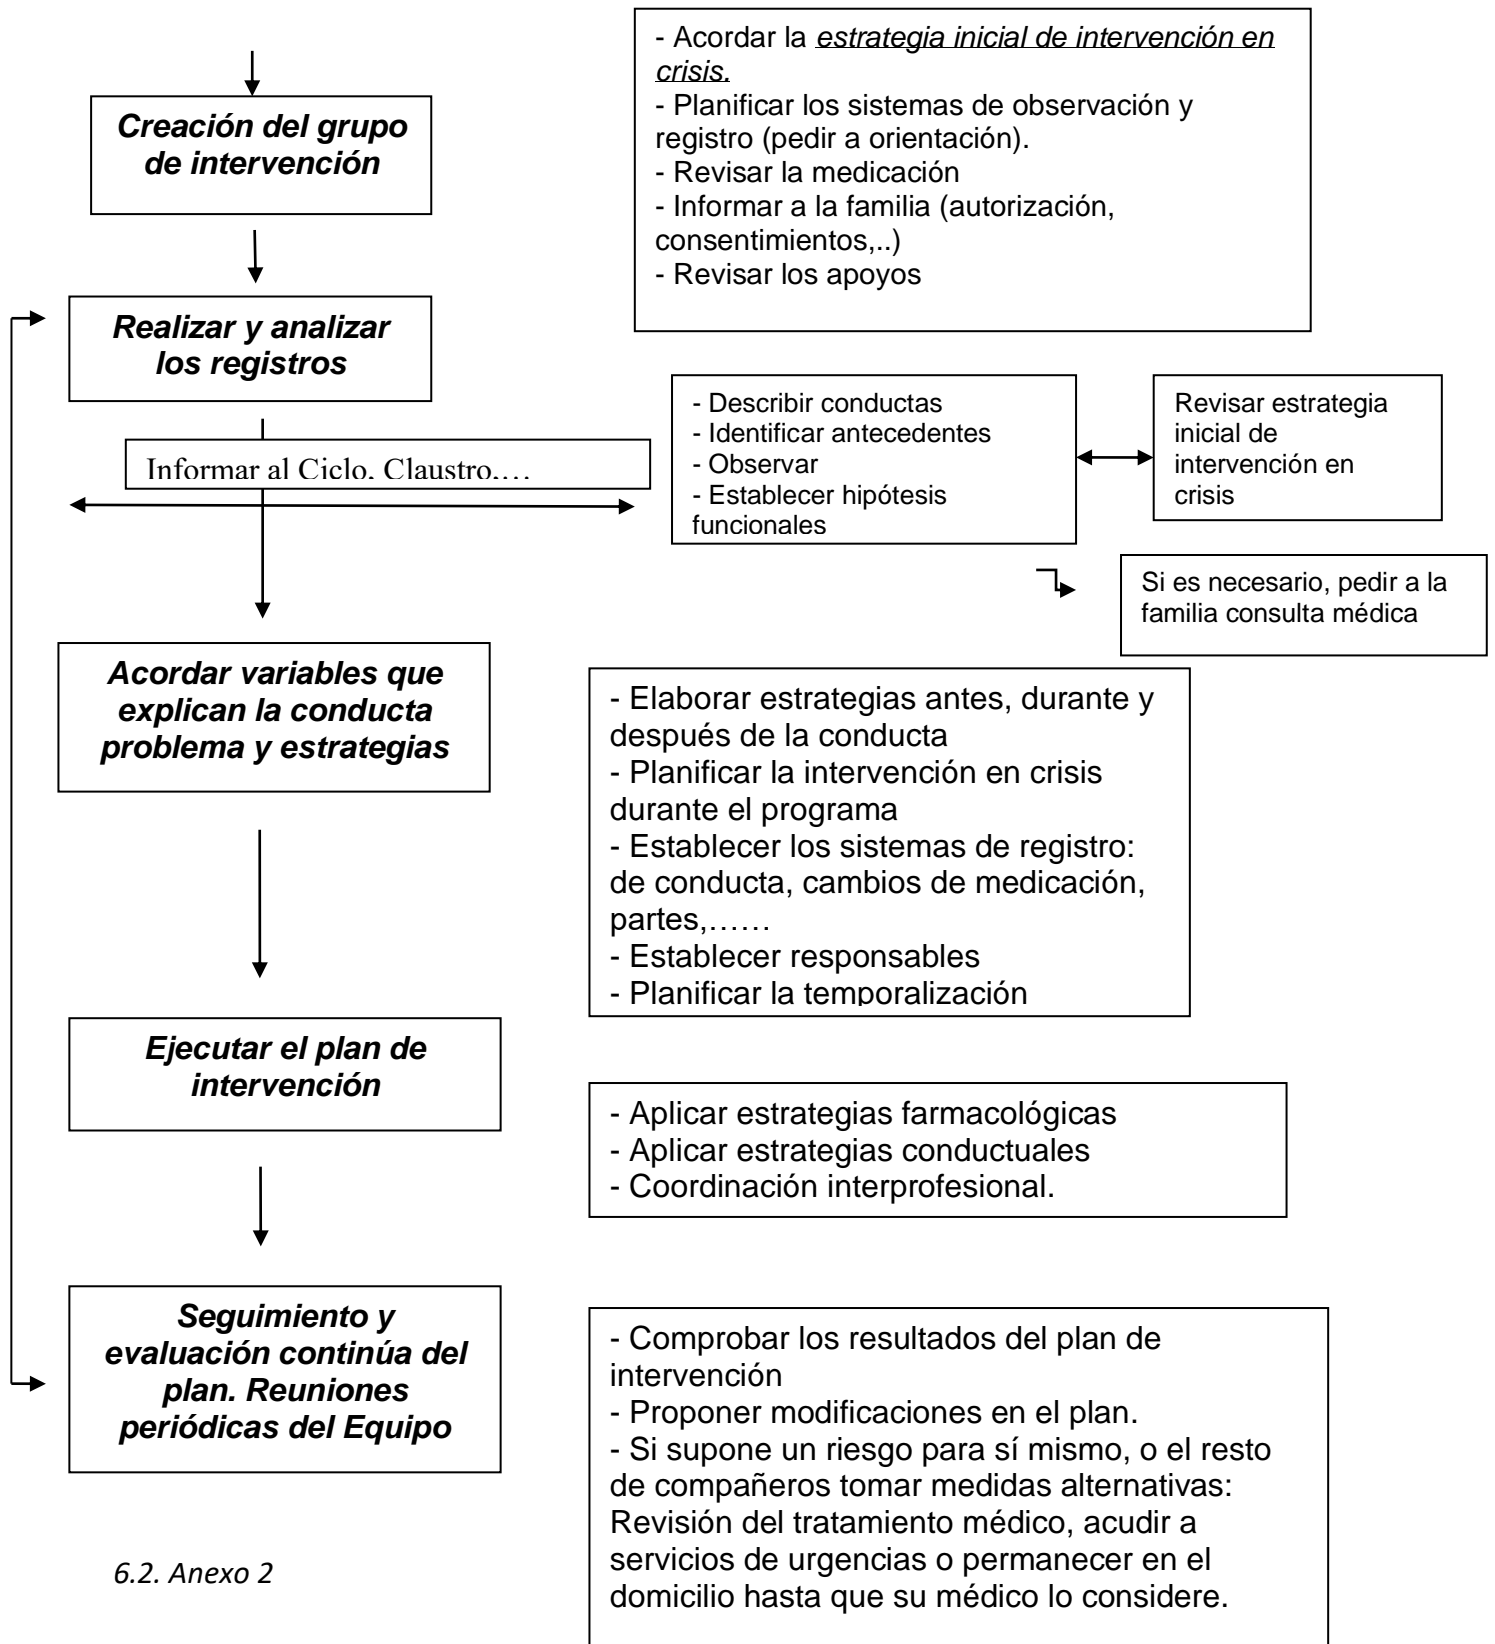 Creación del grupo
de intervención
- Acordar la estrategia inicial de intervención en
crisis.
- Planificar los sistemas de observación y
registro (pedir a orientación).
- Revisar la medicación
- Informar a la familia (autorización,
consentimientos,..)
- Revisar los apoyos
Realizar y analizar
los registros
Informar al Ciclo, Claustro,…
- Describir conductas
- Identificar antecedentes
- Observar
- Establecer hipótesis
funcionales
Revisar estrategia
inicial de
intervención en
crisis
Si es necesario, pedir a la
familia consulta médica
Acordar variables que
explican la conducta
problema y estrategias
- Elaborar estrategias antes, durante y
después de la conducta
- Planificar la intervención en crisis
durante el programa
- Establecer los sistemas de registro:
de conducta, cambios de medicación,
partes,……
- Establecer responsables
- Planificar la temporalización
Ejecutar el plan de
intervención
- Aplicar estrategias farmacológicas
- Aplicar estrategias conductuales
- Coordinación interprofesional.
Seguimiento y
evaluación continúa del
plan. Reuniones
periódicas del Equipo
- Comprobar los resultados del plan de
intervención
- Proponer modificaciones en el plan.
- Si supone un riesgo para sí mismo, o el resto
de compañeros tomar medidas alternativas:
Revisión del tratamiento médico, acudir a
servicios de urgencias o permanecer en el
domicilio hasta que su médico lo considere.
6.2. Anexo 2